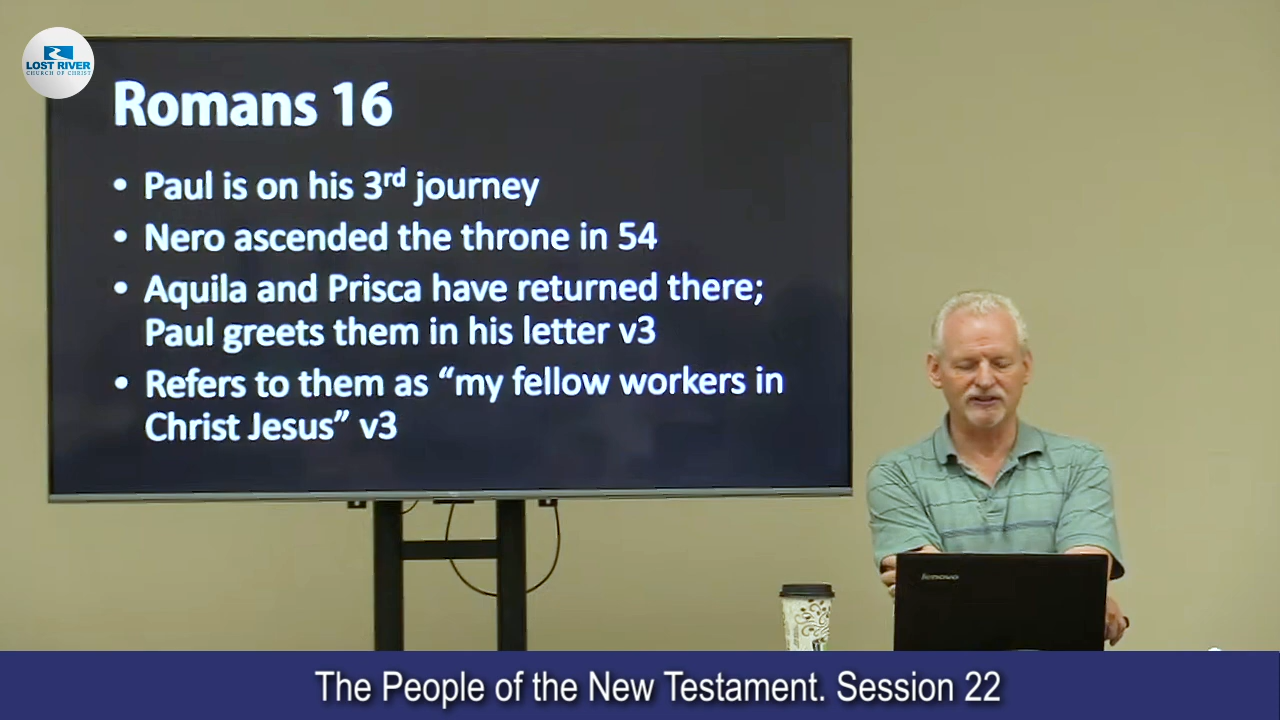 LOST RIVER
CHURCH OF CHRIST
Romans 16
• Paul is on his 3rd journey
• Nero ascended the throne in 54
• Aquila and Prisca have returned there;
Paul greets them in his letter v3
• Refers to them as “my fellow workers in
Christ Jesus” v3
lenovo
The People of the New Testament. Session 22